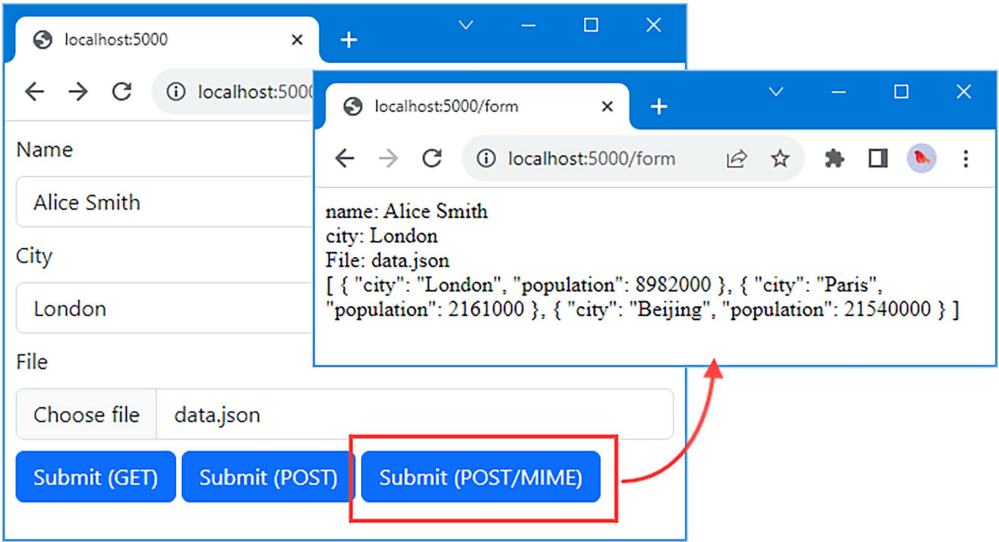 localhost:5000
localhost:5000
Name
Alice Smith
City
London
File
Choose file
data.json
Submit (GET)
Submit (POST)
Submit (POST/MIME)
localhost:5000/form
localhost:5000/form
name: Alice Smith
city: London
File: data.json
[ { "city": "London", "population": 8982000 }, { "city": "Paris",
"population": 2161000 }, { "city": "Beijing", "population": 21540000 } ]